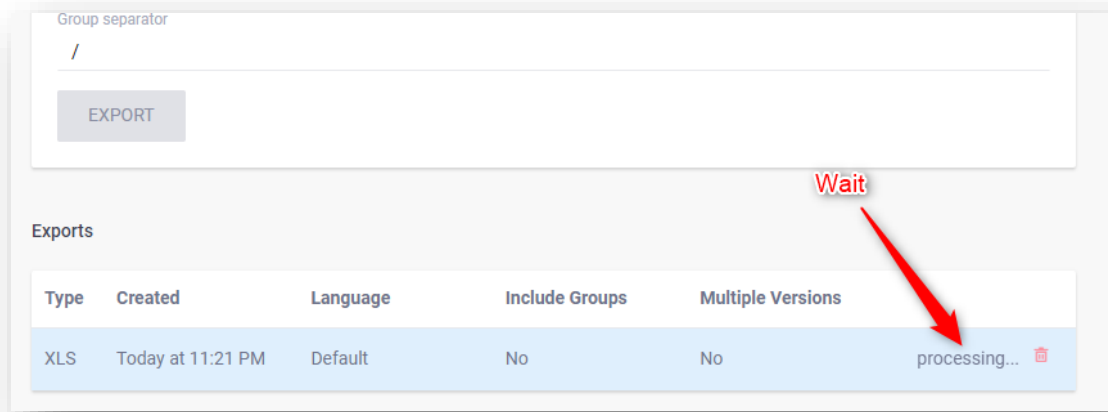 Group separator
/
EXPORT
Wait
Exports
Type Created Language Include Groups Multiple Versions
XLS Today at 11:21 PM Default No No processing...